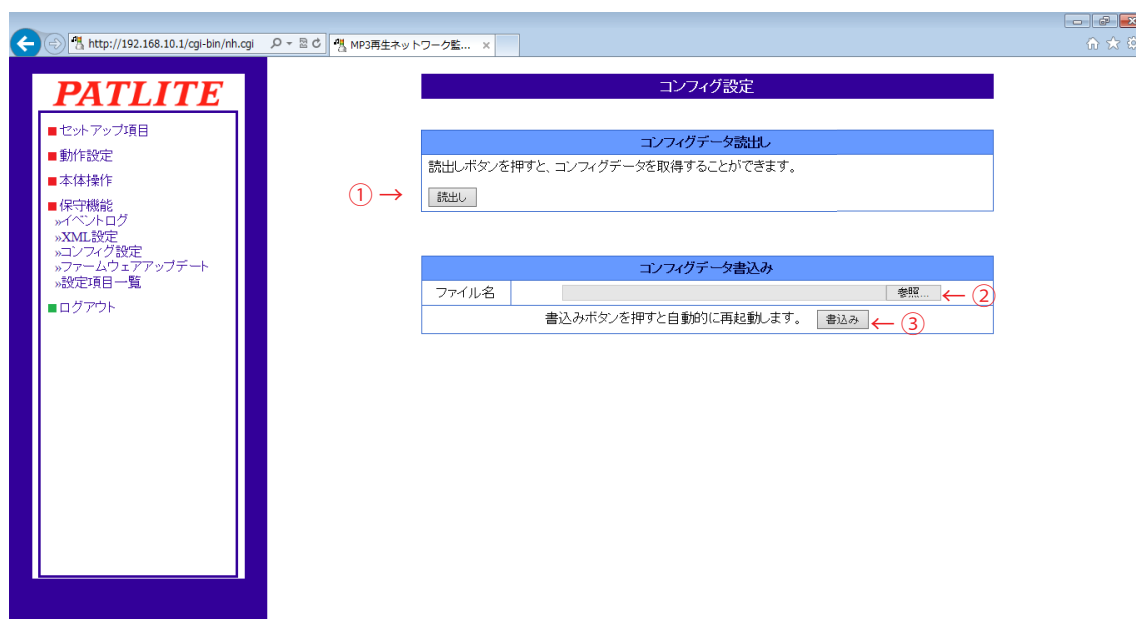 http://192.168.10.1/cgi-bin/nh.cgi
MP3再生ネットワーク監...
PATLITE
セットアップ項目
動作設定
本体操作
保守機能
»イベントログ
»XML設定
»コンフィグ設定
»ファームウェアアップデート
»設定項目一覧
ログアウト
コンフィグ設定
コンフィグデータ読出し
読出しボタンを押すと、コンフィグデータを取得することができます。
① → 読出し
コンフィグデータ書込み
ファイル名 参照... ← ②
書込みボタンを押すと自動的に再起動します。 書込み ← ③